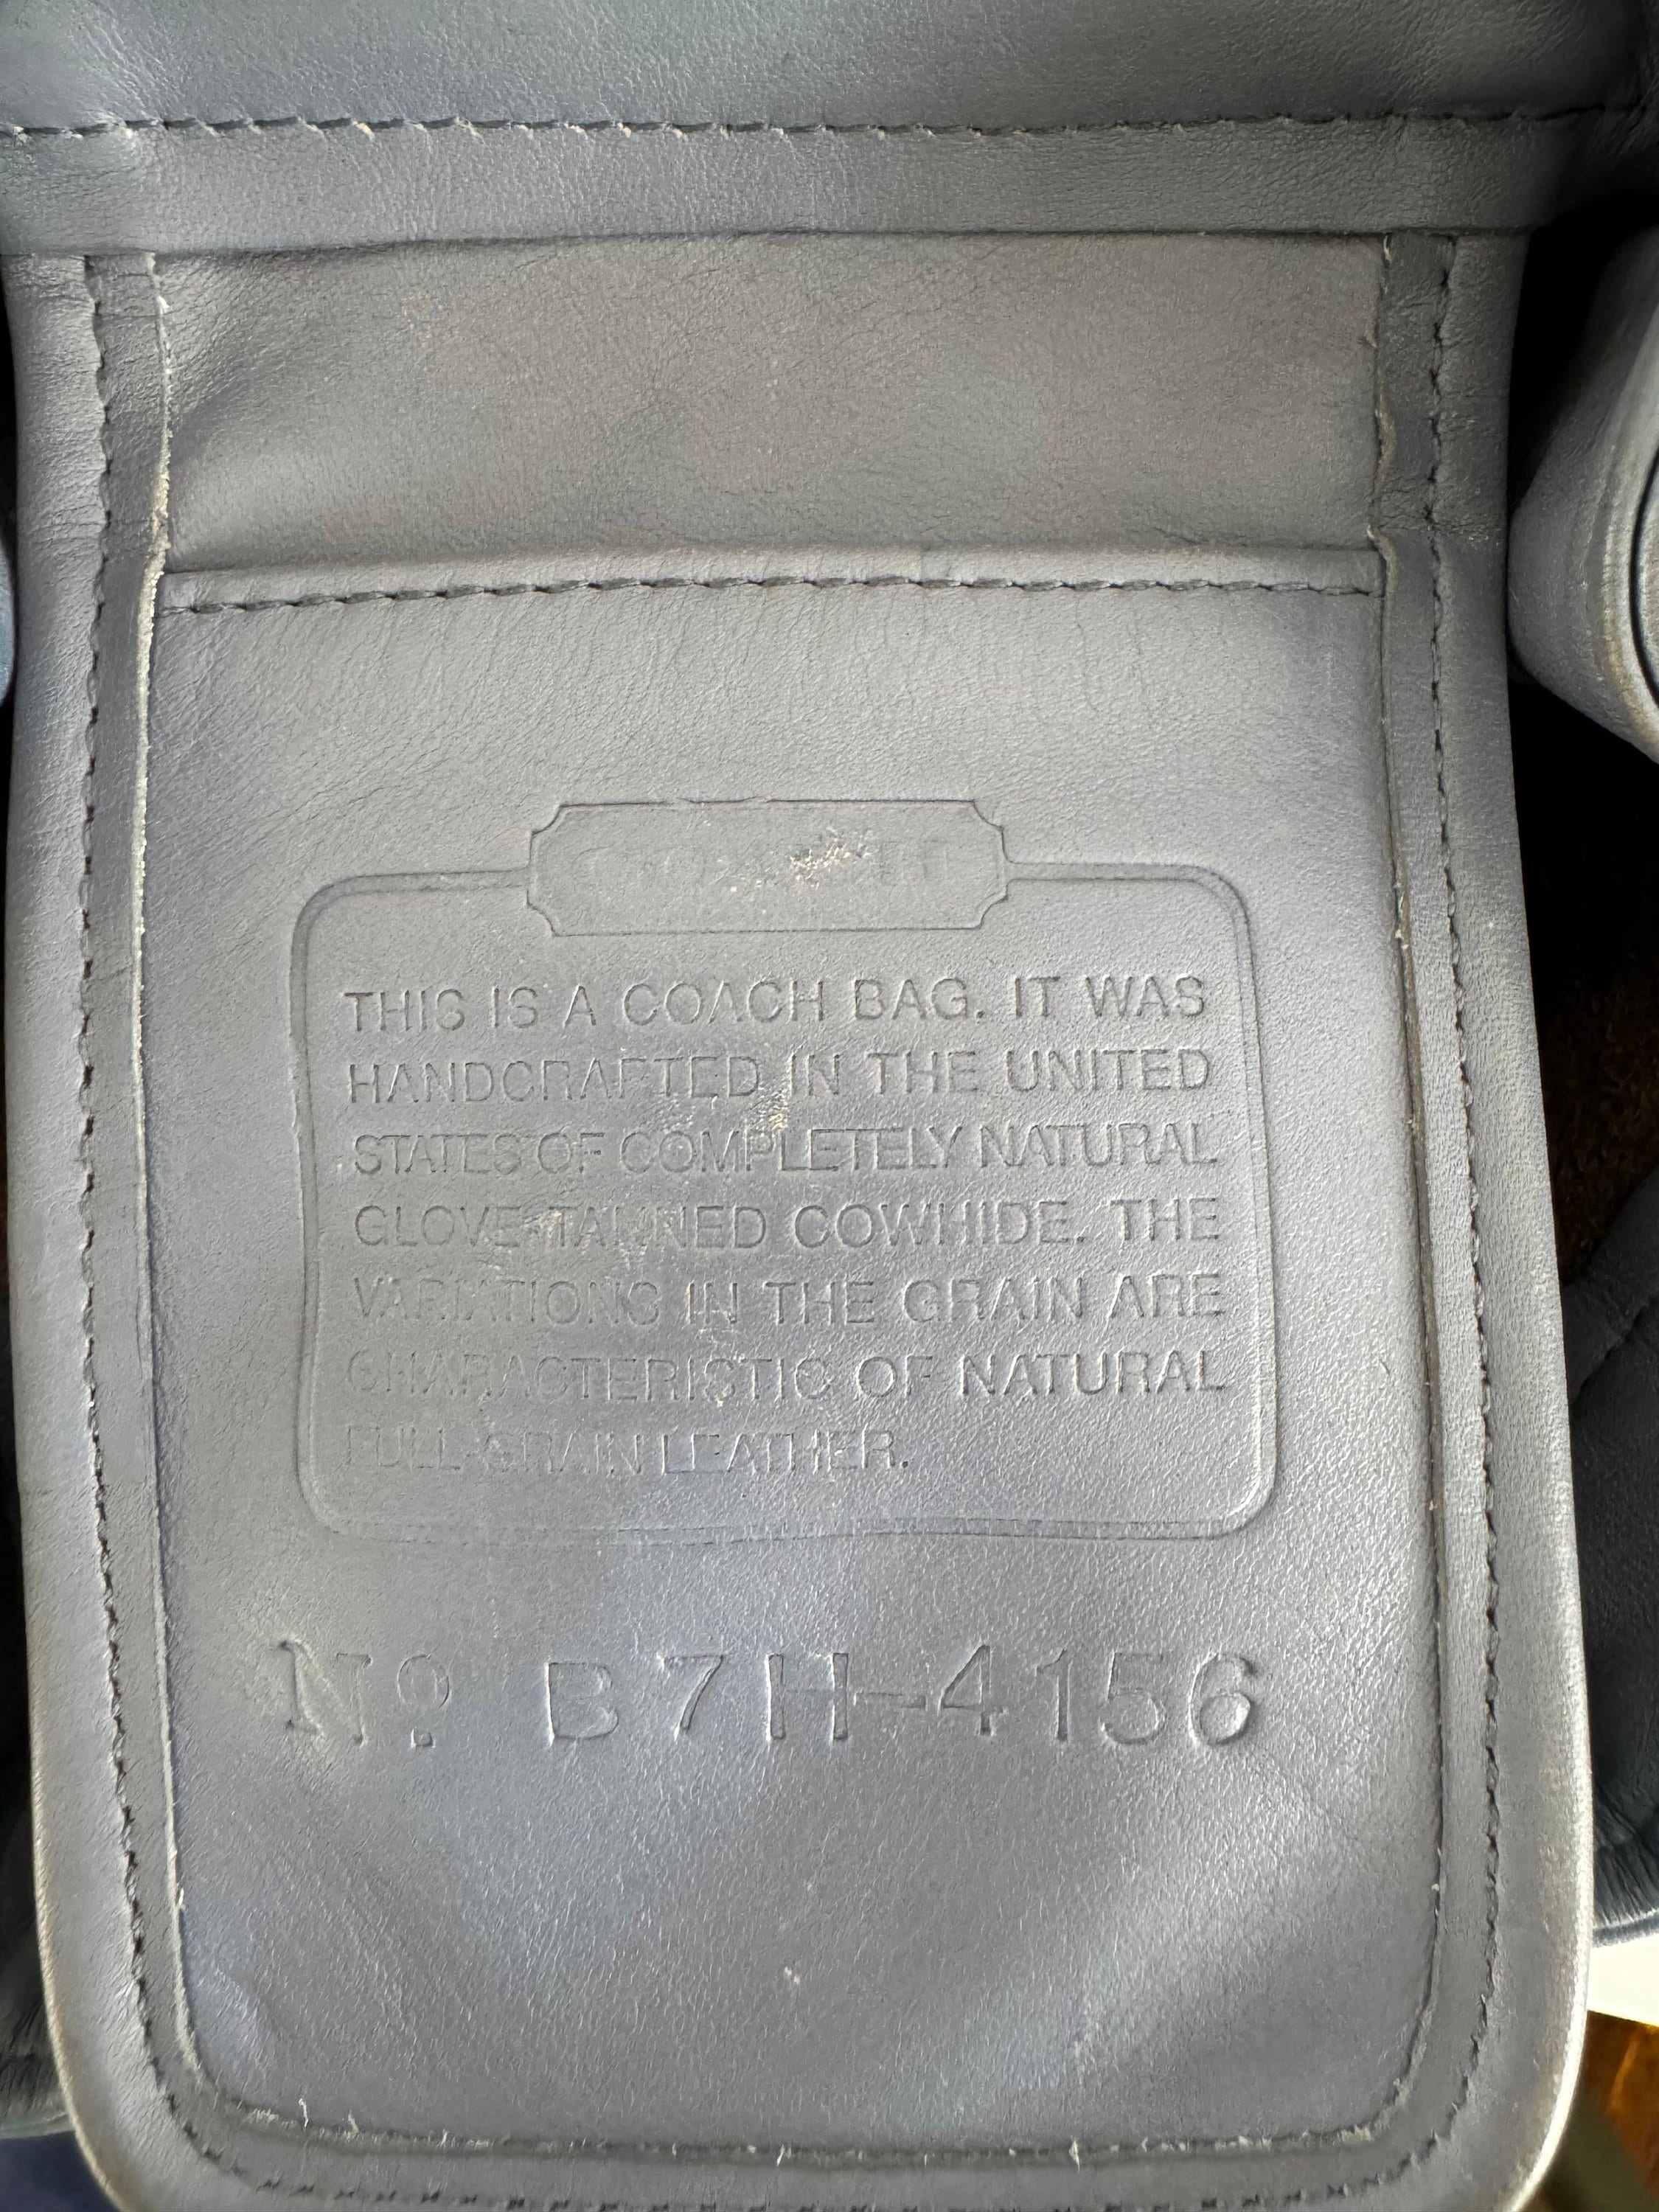 THIS IS A COACH BAG. IT WAS
HANDCRAFTED IN THE UNITED
STATES OF COMPLETELY NATURAL
GLOVE-TANNED COWHIDE. THE
VARIATIONS IN THE GRAIN ARE
CHARACTERISTIC OF NATURAL
FULL-GRAIN LEATHER.
Nº B7H-4156